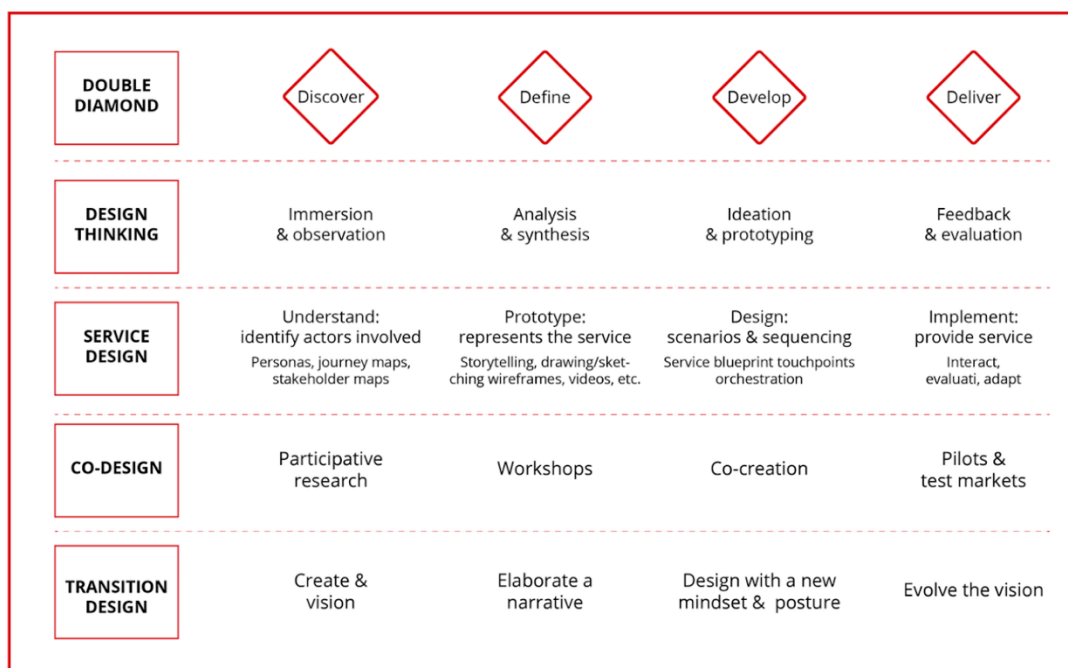 DOUBLE
DIAMOND
Discover
Define
Develop
Deliver
DESIGN
THINKING
Immersion
& observation
Analysis
& synthesis
Ideation
& prototyping
Feedback
& evaluation
SERVICE
DESIGN
Understand:
identify actors involved
Personas, journey maps,
stakeholder maps
Prototype:
represents the service
Storytelling, drawing/sket-
ching wireframes, videos, etc.
Design:
scenarios & sequencing
Service blueprint touchpoints
orchestration
Implement:
provide service
Interact,
evaluati, adapt
CO-DESIGN
Participative
research
Workshops
Co-creation
Pilots &
test markets
TRANSITION
DESIGN
Create &
vision
Elaborate a
narrative
Design with a new
mindset & posture
Evolve the vision